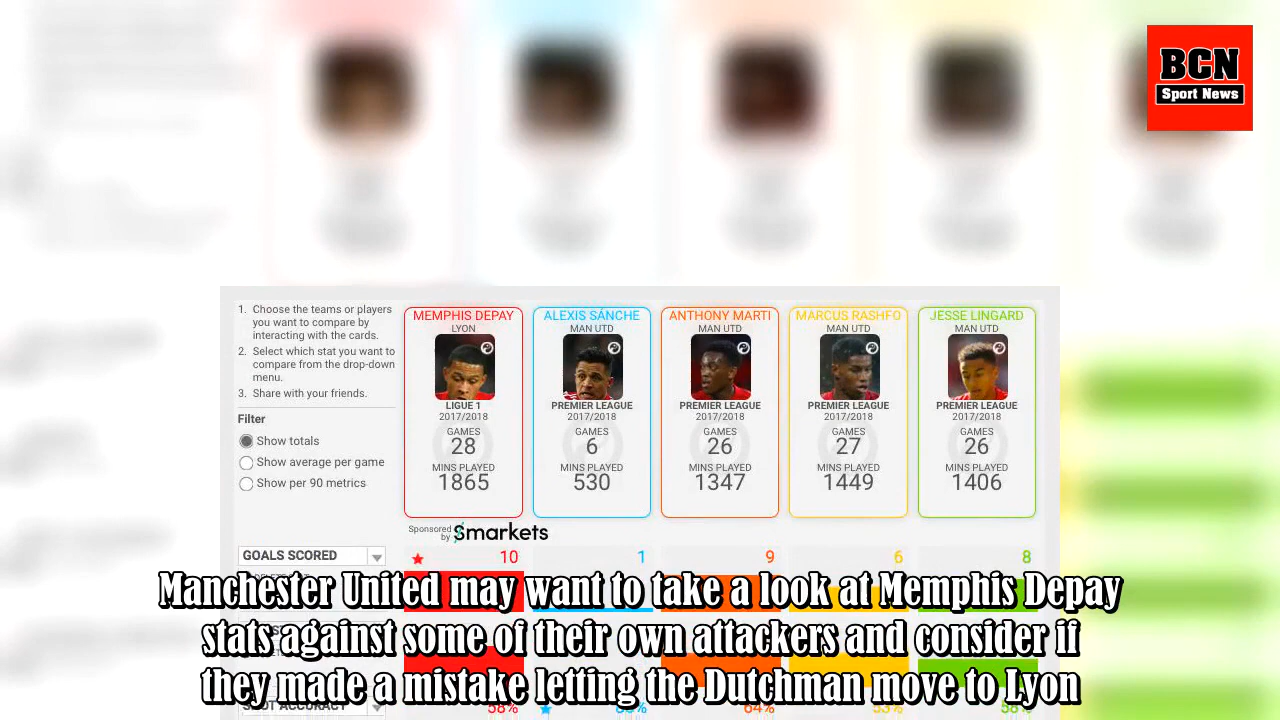 BCN
Sport News
1. Choose the teams or players
you want to compare by
interacting with the cards.
2. Select which stat you want to
compare from the drop-down
menu.
3. Share with your friends.
Filter
Show totals
Show average per game
Show per 90 metrics
MEMPHIS DEPAY
LYON
LIGUE 1
2017/2018
GAMES
28
MINS PLAYED
1865
ALEXIS SÁNCHE
MAN UTD
PREMIER LEAGUE
2017/2018
GAMES
6
MINS PLAYED
530
ANTHONY MARTI
MAN UTD
PREMIER LEAGUE
2017/2018
GAMES
26
MINS PLAYED
1347
MARCUS RASHFO
MAN UTD
PREMIER LEAGUE
2017/2018
GAMES
27
MINS PLAYED
1449
JESSE LINGARD
MAN UTD
PREMIER LEAGUE
2017/2018
GAMES
26
MINS PLAYED
1406
Sponsored by Smarkets
GOALS SCORED 10 1 9 6 8
Manchester United may want to take a look at Memphis Depay
stats against some of their own attackers and consider if
they made a mistake letting the Dutchman move to Lyon
SHOT ACCURACY 58% 64% 53% 58%